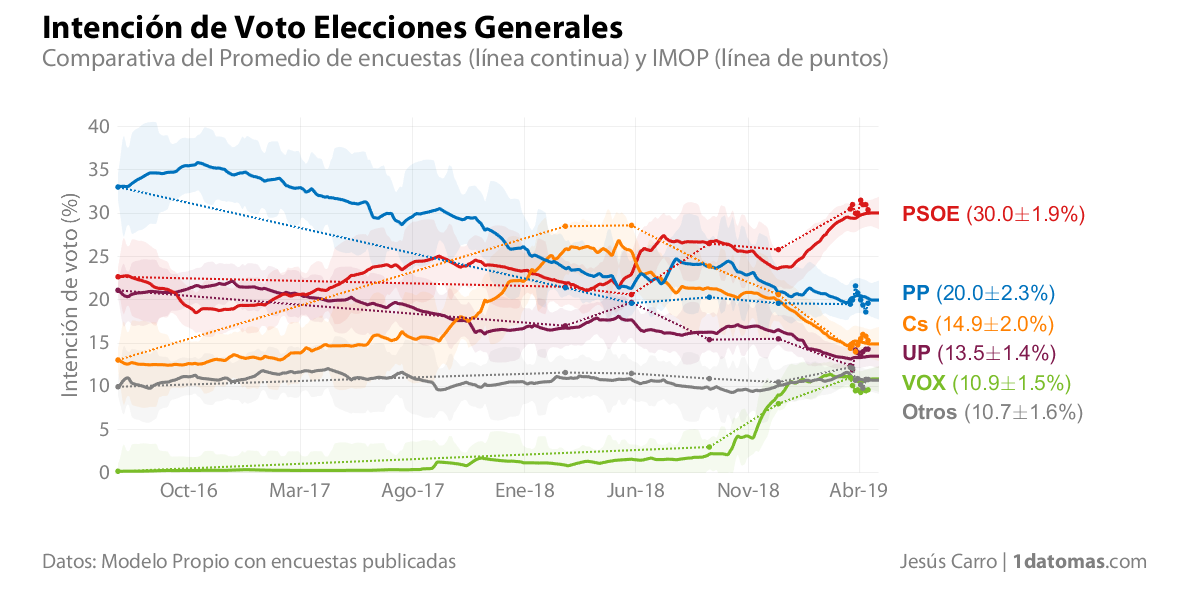 Intención de Voto Elecciones Generales
Comparativa del Promedio de encuestas (línea continua) y IMOP (línea de puntos)
Intención de voto (%)
40
35
30
25
20
15
10
5
0
Oct-16 Mar-17 Ago-17 Ene-18 Jun-18 Nov-18 Abr-19
PSOE (30.0±1.9%)
PP (20.0±2.3%)
Cs (14.9±2.0%)
UP (13.5±1.4%)
VOX (10.9±1.5%)
Otros (10.7±1.6%)
Datos: Modelo Propio con encuestas publicadas
Jesús Carro | 1datomas.com